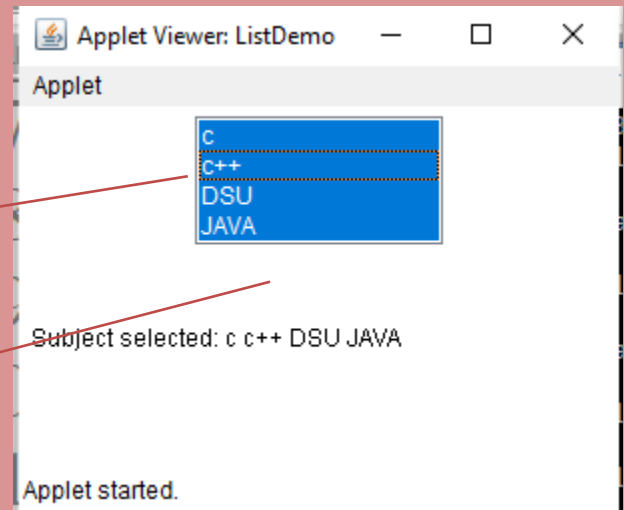 Applet Viewer: ListDemo
Applet
c
c++
DSU
JAVA
Subject selected: c c++ DSU JAVA
Applet started.